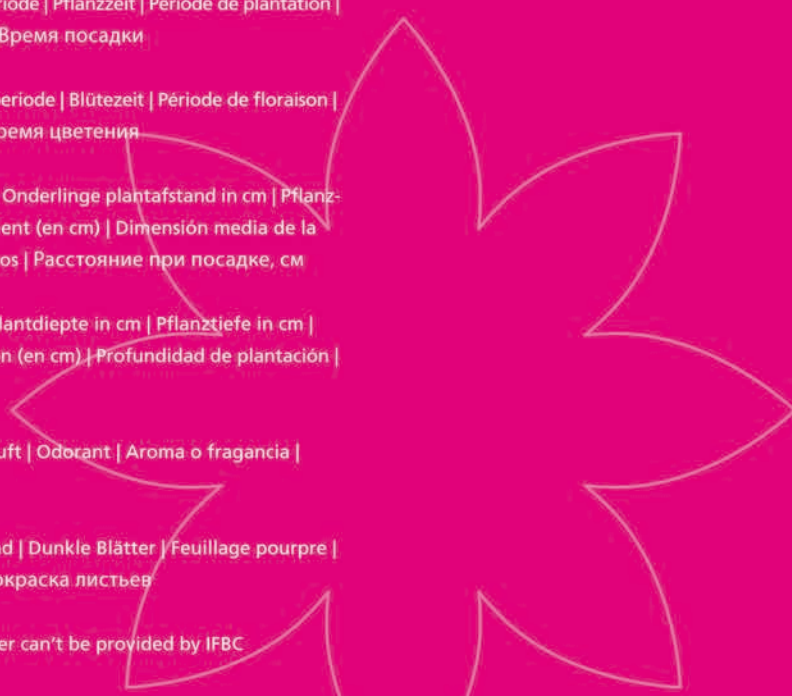 riode | Pflanzzeit | Période de plantation |
Время посадки
periode | Blütezeit | Période de floraison |
ремя цветения
Onderlinge plantafstand in cm | Pflanz-
ent (en cm) | Dimensión media de la
os | Расстояние при посадке, см
lantdiepte in cm | Pflanztiefe in cm |
n (en cm) | Profundidad de plantación |
uft | Odorant | Aroma o fragancia |
d | Dunkle Blätter | Feuillage pourpre |
окраска листьев
er can't be provided by IFBC